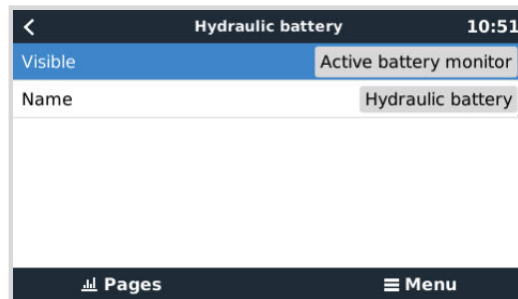 Hydraulic battery 10:51
Visible Active battery monitor
Name Hydraulic battery
Pages Menu